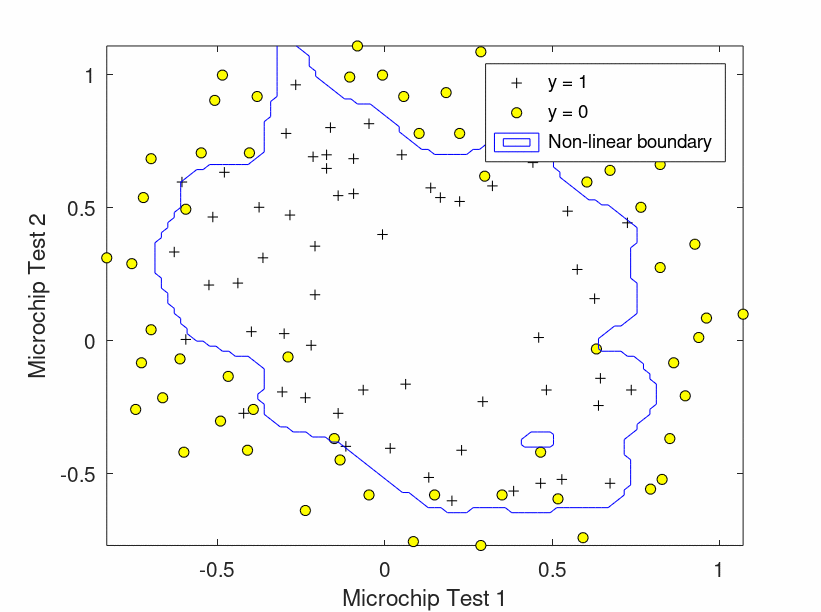 1
y = 1
y = 0
Non-linear boundary
0.5
Microchip Test 2
0
-0.5
-0.5
0
0.5
1
Microchip Test 1